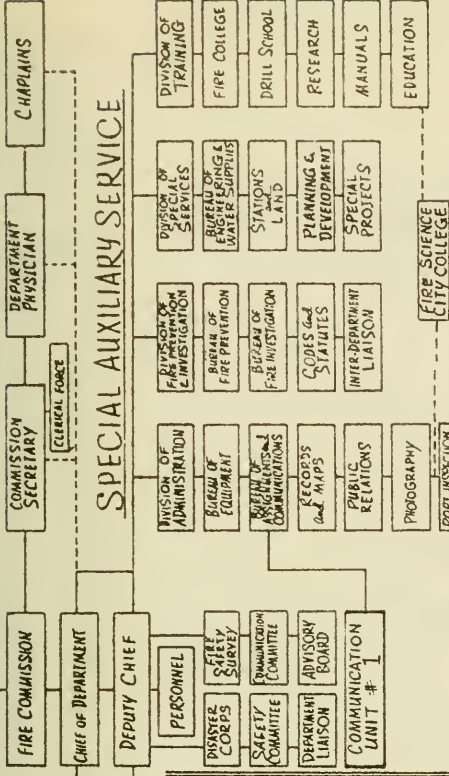 FIRE COMMISSION
COMMISSION
SECRETARY
DEPARTMENT
PHYSICIAN
CHAPLAINS
CLERICAL FORCE
CHIEF OF DEPARTMENT
SPECIAL AUXILIARY SERVICE
DEPUTY CHIEF
PERSONNEL
DISASTER
CORPS
FIRE
SAFETY
SURVEY
SAFETY
COMMITTEE
COMMUNICATION
COMMITTEE
DEPARTMENT
LIAISON
ADVISORY
BOARD
COMMUNICATION
UNIT # 1
DIVISION OF
ADMINISTRATION
BUREAU OF
EQUIPMENT
BUREAU OF
ASSIGNMENTS and
COMMUNICATIONS
RECORDS
and MAPS
PUBLIC
RELATIONS
PHOTOGRAPHY
DIVISION OF
FIRE PREVENTION
& INVESTIGATION
BUREAU OF
FIRE PREVENTION
BUREAU OF
FIRE INVESTIGATION
CODES and
STATUTES
INTER-DEPARTMENT
LIAISON
DIVISION OF
SPECIAL
SERVICES
BUREAU OF
ENGINEERING &
WATER SUPPLIES
STATIONS
and
LAND
PLANNING &
DEVELOPMENT
SPECIAL
PROJECTS
DIVISION OF
TRAINING
FIRE COLLEGE
DRILL SCHOOL
RESEARCH
MANUALS
EDUCATION
FIRE SCIENCE
CITY COLLEGE